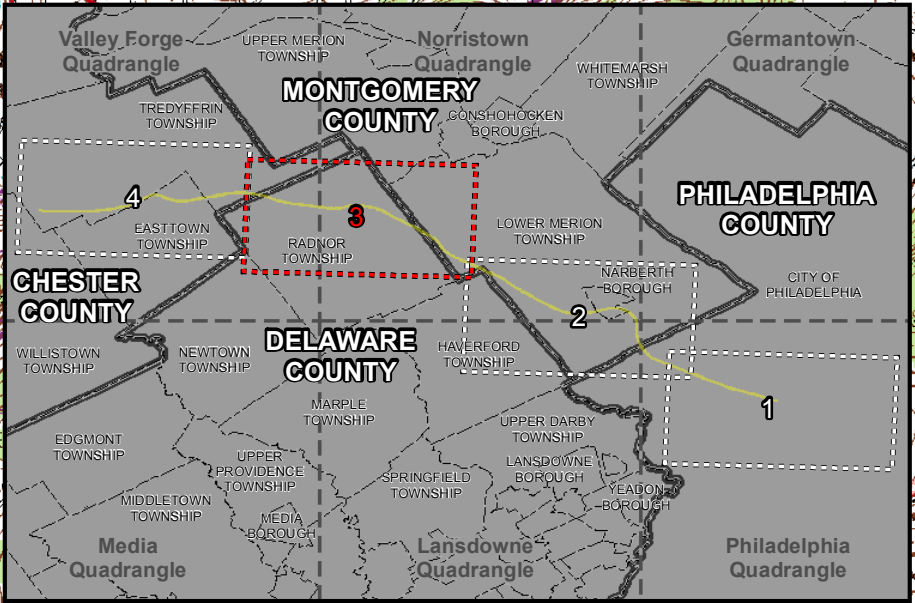 Valley Forge
Quadrangle
UPPER MERION
TOWNSHIP
Norristown
Quadrangle
Germantown
Quadrangle
WHITEMARSH
TOWNSHIP
MONTGOMERY
COUNTY
TREDYFFRIN
TOWNSHIP
CONSHOHOCKEN
BOROUGH
PHILADELPHIA
COUNTY
4
3
EASTTOWN
TOWNSHIP
RADNOR
TOWNSHIP
LOWER MERION
TOWNSHIP
NARBERTH
BOROUGH
CITY OF
PHILADELPHIA
CHESTER
COUNTY
2
DELAWARE
COUNTY
WILLISTOWN
TOWNSHIP
NEWTOWN
TOWNSHIP
HAVERFORD
TOWNSHIP
1
MARPLE
TOWNSHIP
UPPER DARBY
TOWNSHIP
EDGMONT
TOWNSHIP
UPPER
PROVIDENCE
TOWNSHIP
SPRINGFIELD
TOWNSHIP
LANSDOWNE
BOROUGH
YEADON
BOROUGH
MIDDLETOWN
TOWNSHIP
MEDIA
BOROUGH
Media
Quadrangle
Lansdowne
Quadrangle
Philadelphia
Quadrangle